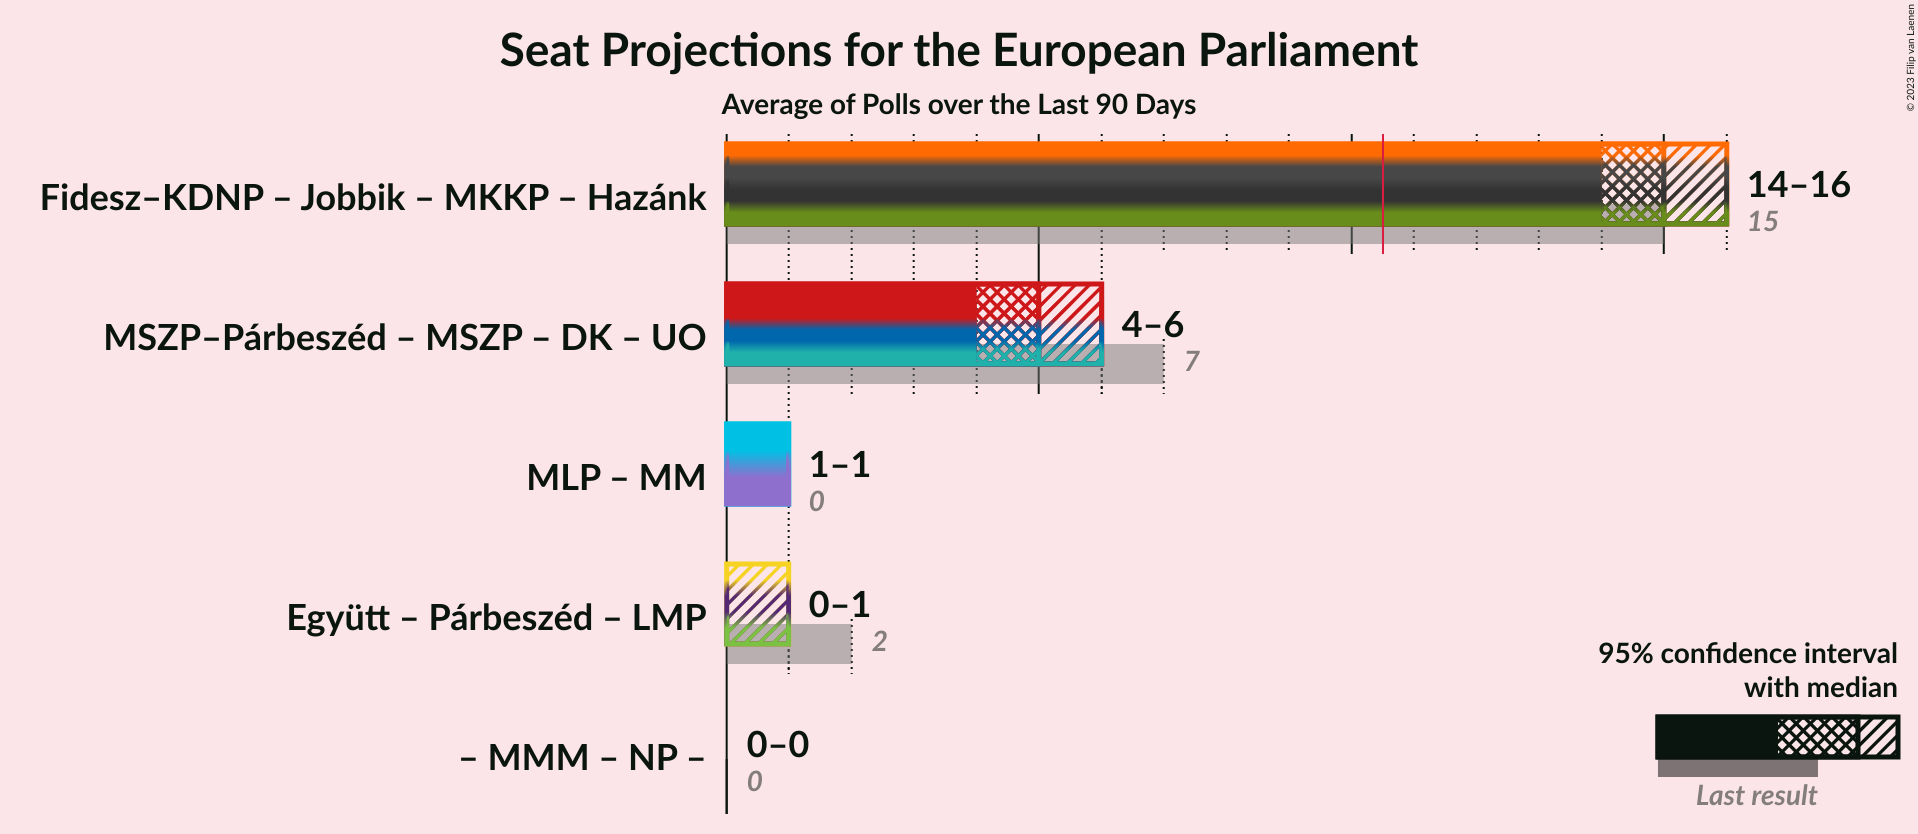 Seat Projections for the European Parliament
Average of Polls over the Last 90 Days
© 2023 Filip van Laenen
Fidesz–KDNP – Jobbik – MKKP – Hazánk
14–16
15
MSZP–Párbeszéd – MSZP – DK – UO
4–6
7
MLP – MM
1–1
0
Együtt – Párbeszéd – LMP
0–1
2
– MMM – NP –
0–0
0
95% confidence interval
with median
Last result